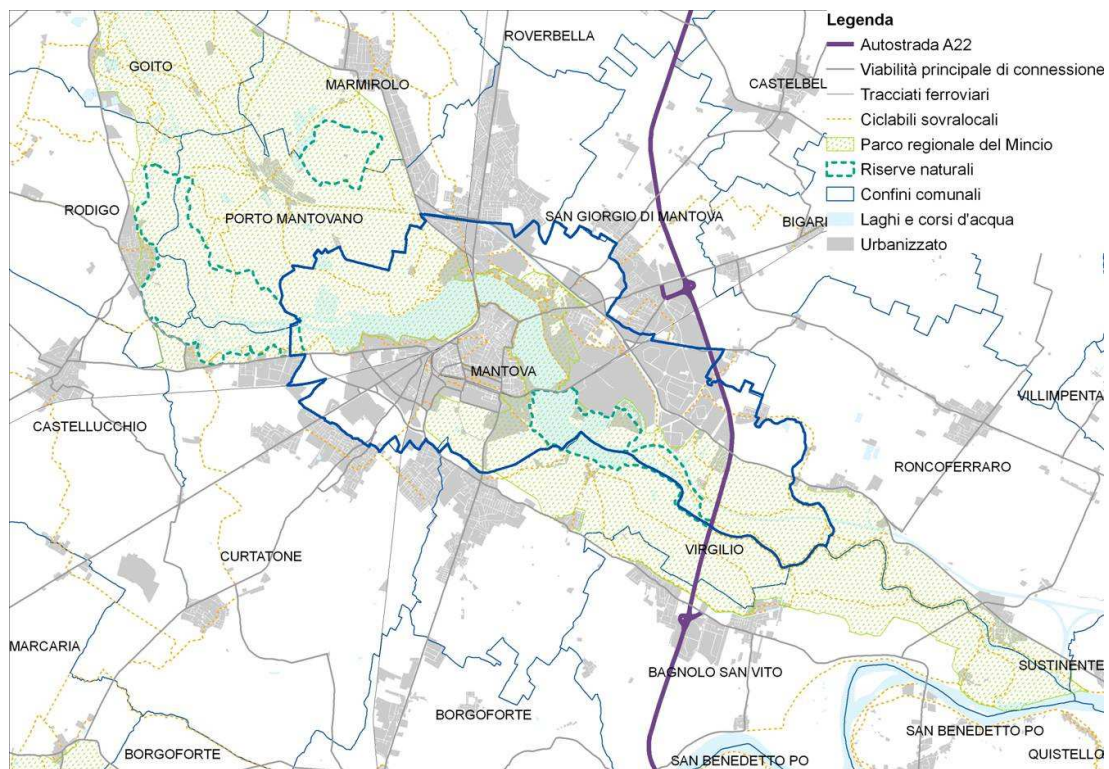 Legenda
Autostrada A22
Viabilità principale di connessione
Tracciati ferroviari
Ciclabili sovralocali
Parco regionale del Mincio
Riserve naturali
Confini comunali
Laghi e corsi d'acqua
Urbanizzato
ROVERBELLA
GOITO
MARMIROLO
CASTELBEL
RODIGO
PORTO MANTOVANO
SAN GIORGIO DI MANTOVA
BIGARI
MANTOVA
CASTELLUCCHIO
VILLIMPENTA
RONCOFERRARO
CURTATONE
VIRGILIO
MARCARIA
BAGNOLO SAN VITO
SUSTINENTE
BORGOFORTE
SAN BENEDETTO PO
BORGOFORTE
SAN BENEDETTO PO
QUISTELLO